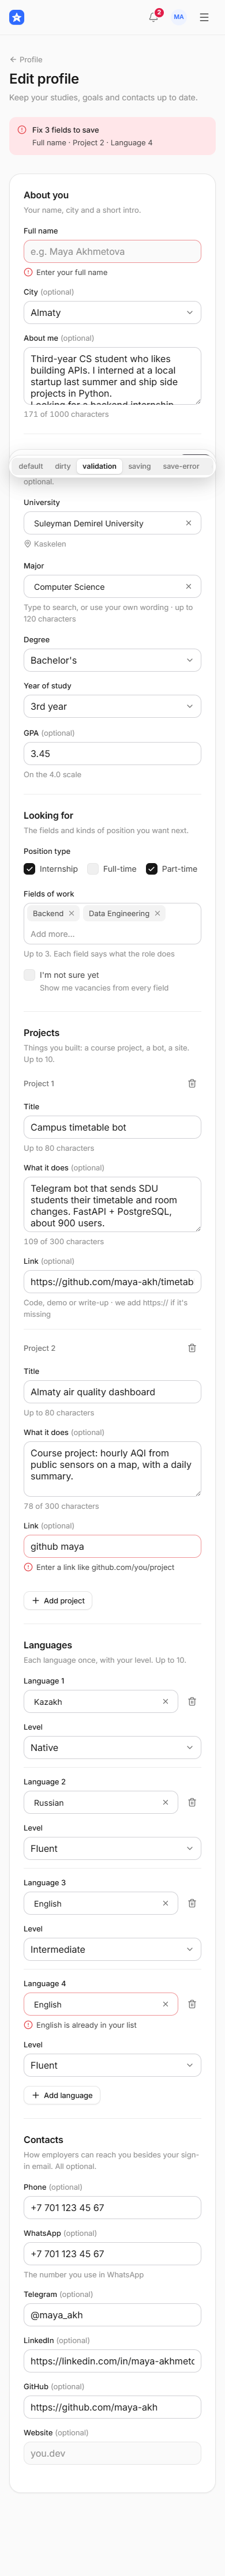 2
MA
Profile
Edit profile
Keep your studies, goals and contacts up to date.
Fix 3 fields to save
Full name · Project 2 · Language 4
About you
Your name, city and a short intro.
Full name
e.g. Maya Akhmetova
Enter your full name
City (optional)
Almaty
About me (optional)
Third-year CS student who likes
building APIs. I interned at a local
startup last summer and ship side
projects in Python.
Looking for a backend internship
171 of 1000 characters
default dirty validation saving save-error
optional.
University
Suleyman Demirel University
Kaskelen
Major
Computer Science
Type to search, or use your own wording · up to
120 characters
Degree
Bachelor's
Year of study
3rd year
GPA (optional)
3.45
On the 4.0 scale
Looking for
The fields and kinds of position you want next.
Position type
Internship Full-time Part-time
Fields of work
Backend Data Engineering
Add more...
Up to 3. Each field says what the role does
I'm not sure yet
Show me vacancies from every field
Projects
Things you built: a course project, a bot, a site.
Up to 10.
Project 1
Title
Campus timetable bot
Up to 80 characters
What it does (optional)
Telegram bot that sends SDU
students their timetable and room
changes. FastAPI + PostgreSQL,
about 900 users.
109 of 300 characters
Link (optional)
https://github.com/maya-akh/timetab
Code, demo or write-up · we add https:// if it's
missing
Project 2
Title
Almaty air quality dashboard
Up to 80 characters
What it does (optional)
Course project: hourly AQI from
public sensors on a map, with a daily
summary.
78 of 300 characters
Link (optional)
github maya
Enter a link like github.com/you/project
Add project
Languages
Each language once, with your level. Up to 10.
Language 1
Kazakh
Level
Native
Language 2
Russian
Level
Fluent
Language 3
English
Level
Intermediate
Language 4
English
English is already in your list
Level
Fluent
Add language
Contacts
How employers can reach you besides your sign-
in email. All optional.
Phone (optional)
+7 701 123 45 67
WhatsApp (optional)
+7 701 123 45 67
The number you use in WhatsApp
Telegram (optional)
@maya_akh
LinkedIn (optional)
https://linkedin.com/in/maya-akhmeto
GitHub (optional)
https://github.com/maya-akh
Website (optional)
you.dev